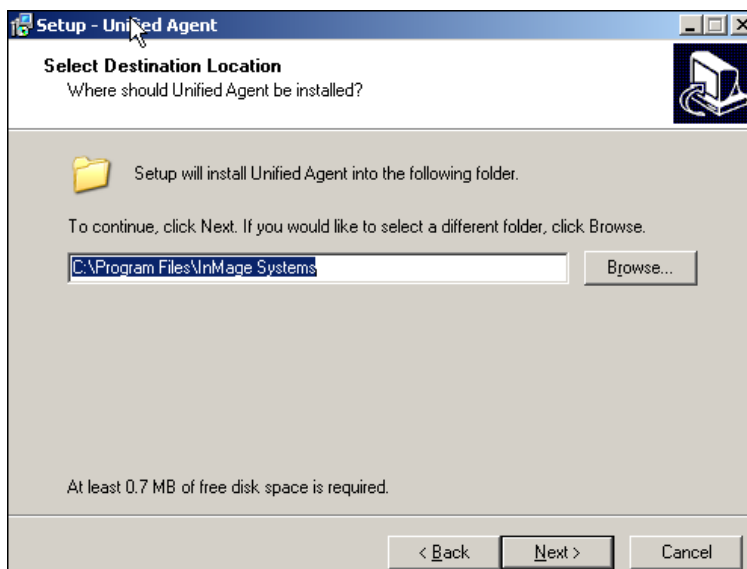 Setup - Unified Agent
Select Destination Location
Where should Unified Agent be installed?
Setup will install Unified Agent into the following folder.
To continue, click Next. If you would like to select a different folder, click Browse.
C:\Program Files\InMage Systems
Browse...
At least 0.7 MB of free disk space is required.
< Back
Next >
Cancel